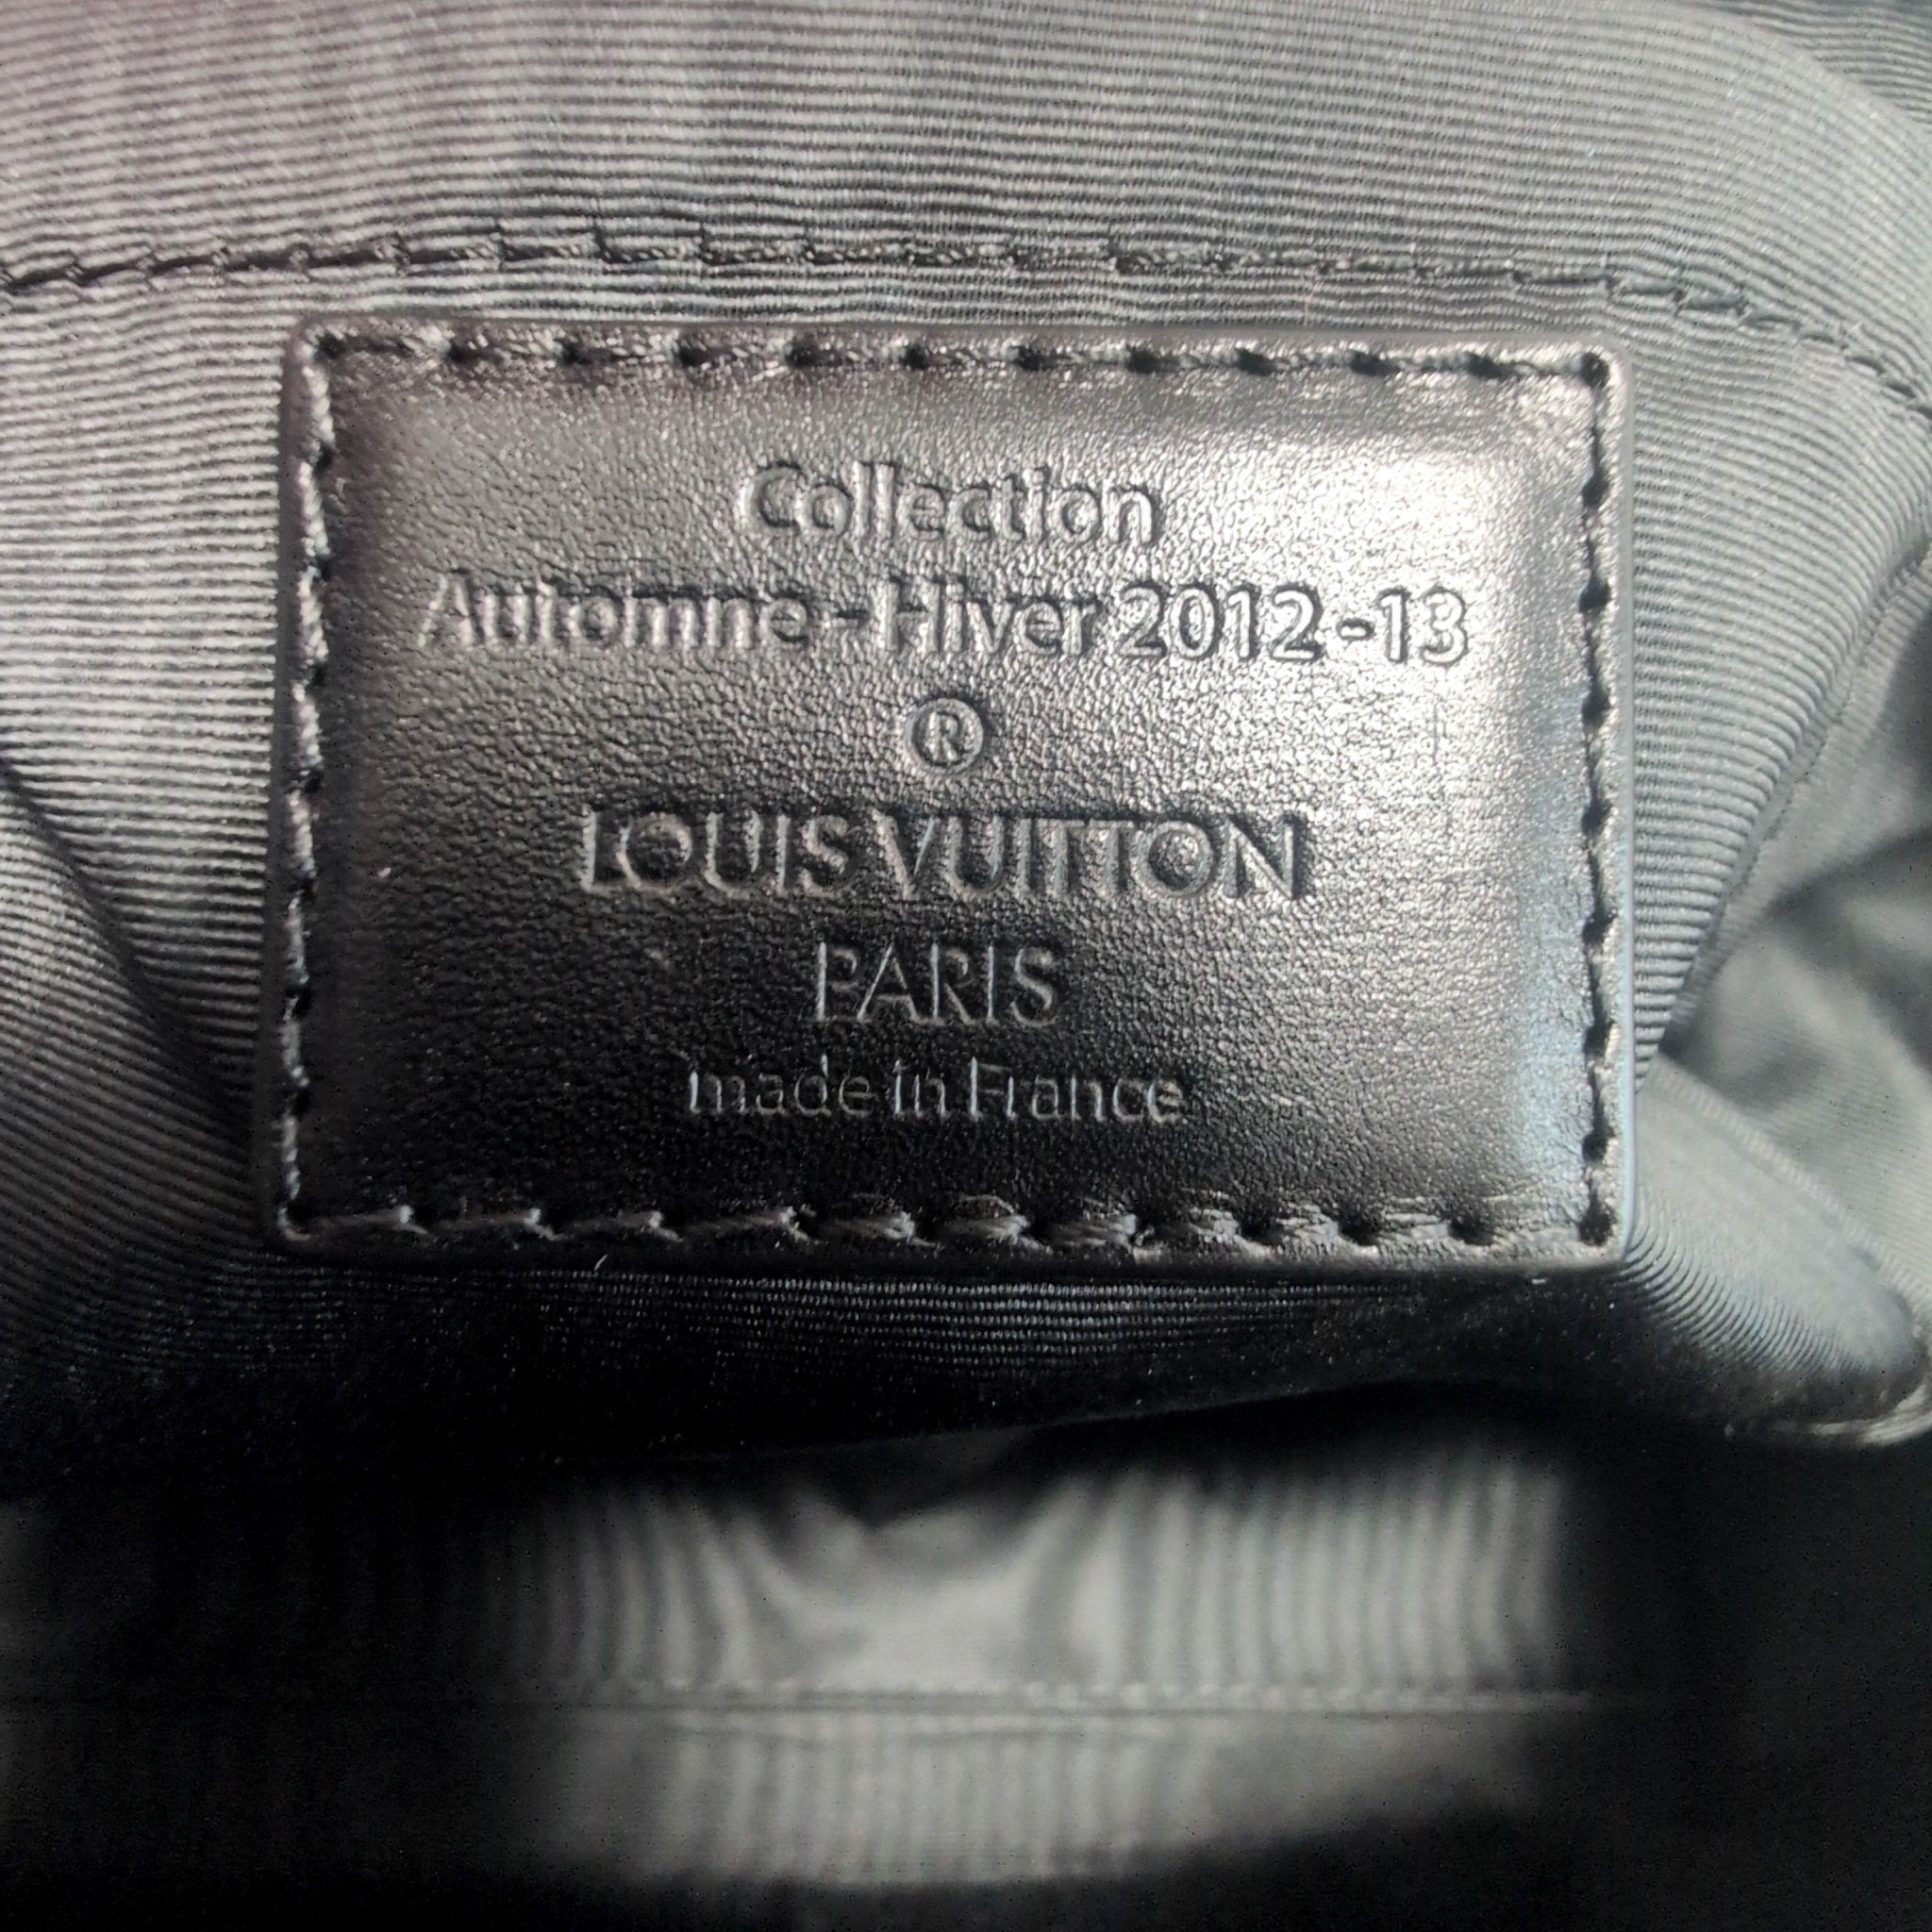 Collection
Automne - Hiver 2012 - 13
®
LOUIS VUITTON
PARIS
made in France